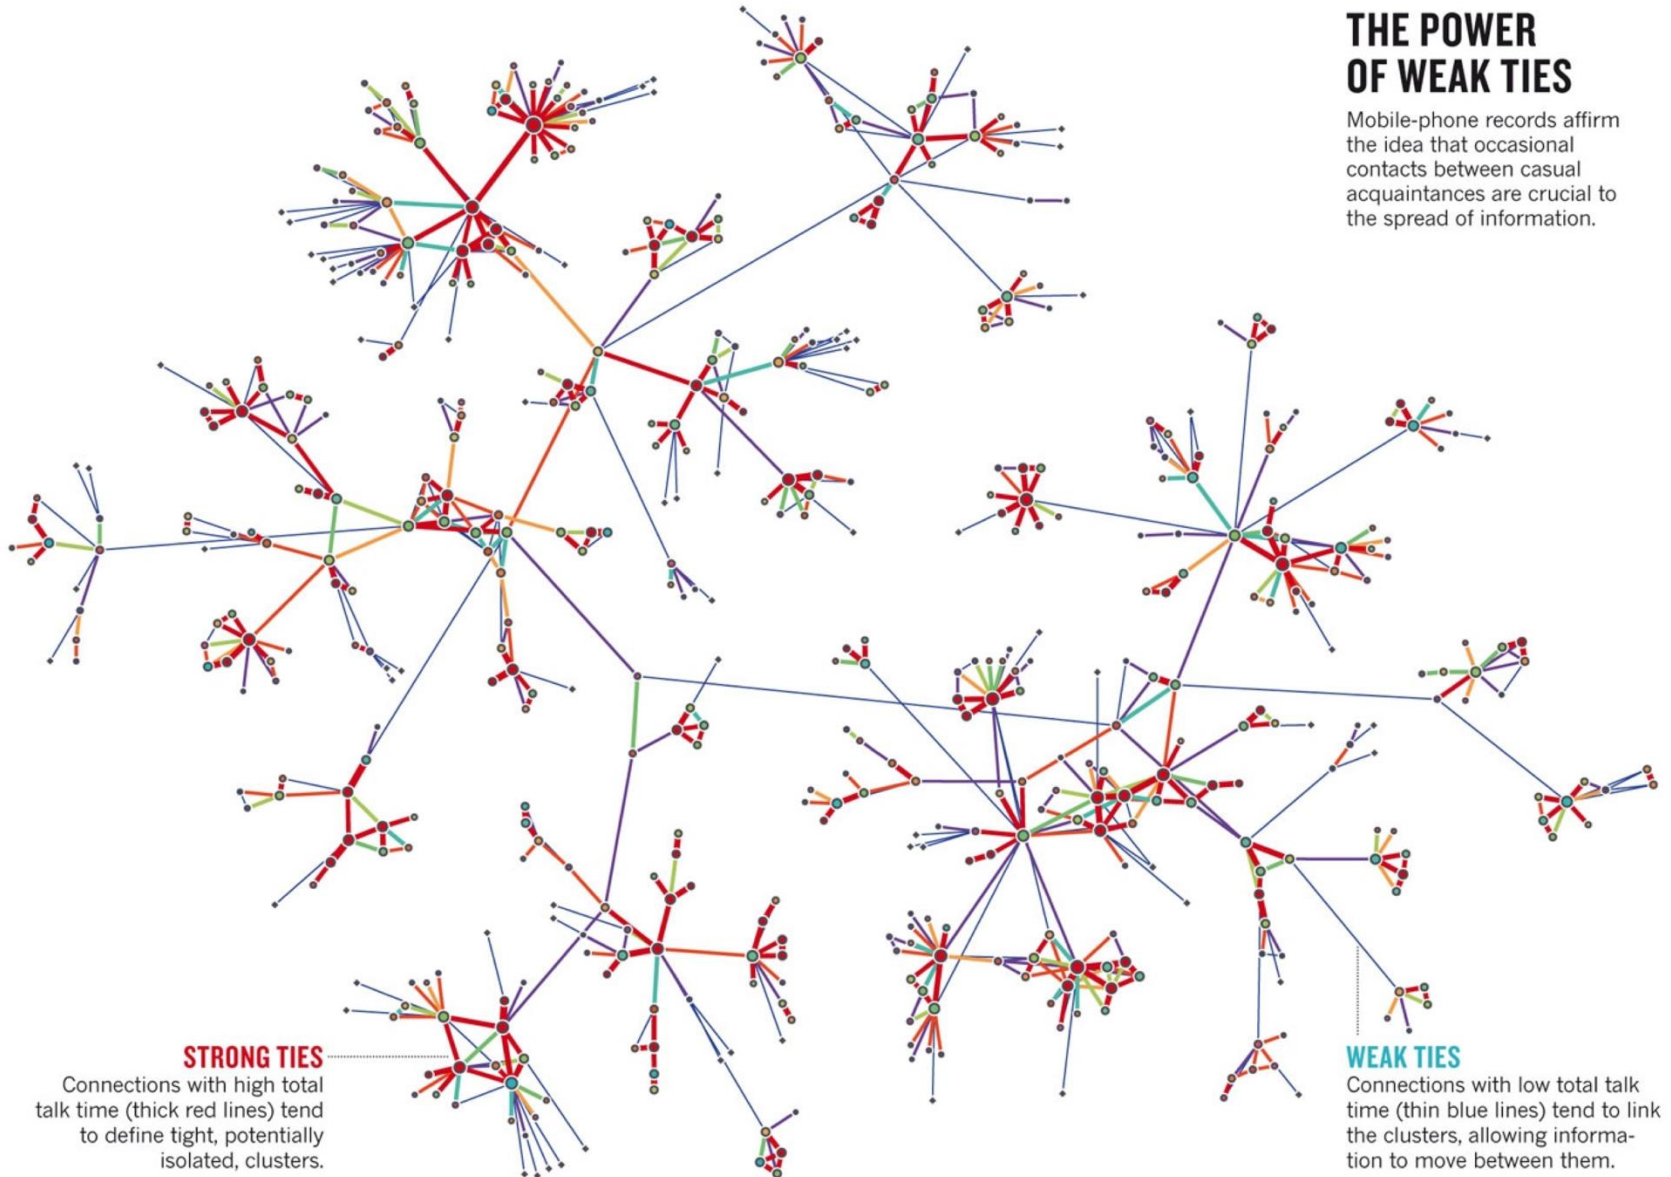 THE POWER
OF WEAK TIES
Mobile-phone records affirm
the idea that occasional
contacts between casual
acquaintances are crucial to
the spread of information.
STRONG TIES
Connections with high total
talk time (thick red lines) tend
to define tight, potentially
isolated, clusters.
WEAK TIES
Connections with low total talk
time (thin blue lines) tend to link
the clusters, allowing informa-
tion to move between them.